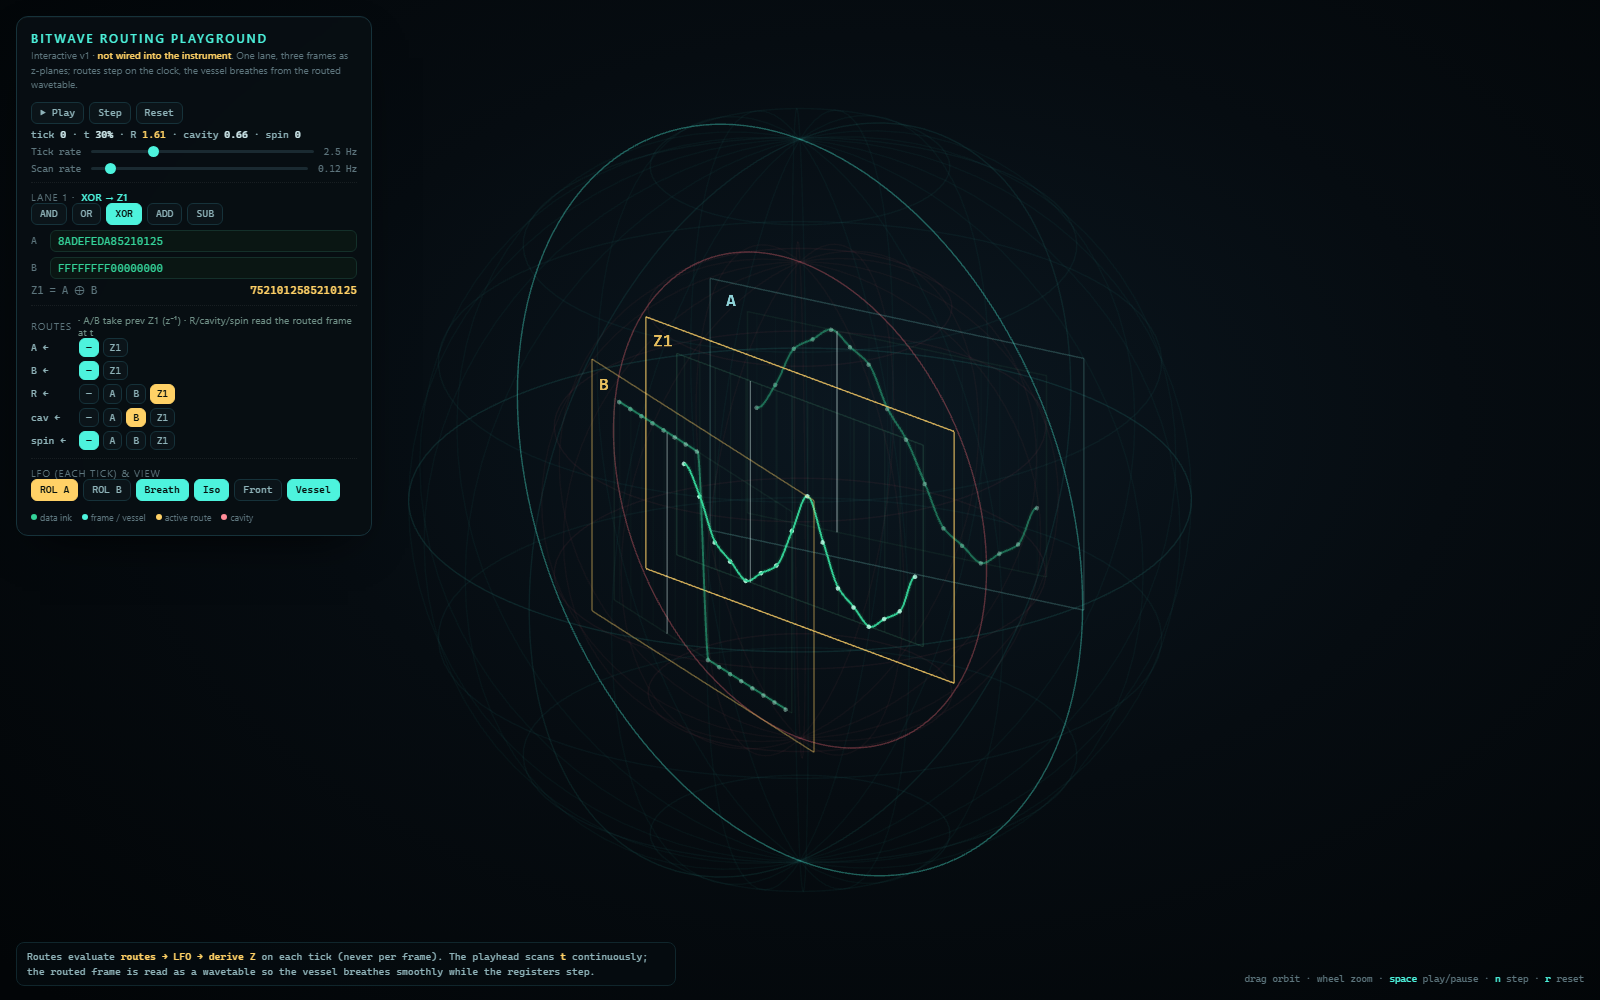 BITWAVE ROUTING PLAYGROUND
Interactive v1 · not wired into the instrument. One lane, three frames as
z-planes; routes step on the clock, the vessel breathes from the routed
wavetable.
▶ Play Step Reset
tick 0 · t 30% · R 1.61 · cavity 0.66 · spin 0
Tick rate 2.5 Hz
Scan rate 0.12 Hz
LANE 1 · XOR → Z1
AND OR XOR ADD SUB
A 8ADEFEDA85210125
B FFFFFFFF00000000
Z1 = A ⊕ B 7521012585210125
ROUTES · A/B take prev Z1 (z⁻¹) · R/cavity/spin read the routed frame
at t
A ← — Z1
B ← — Z1
R ← — A B Z1
cav ← — A B Z1
spin ← — A B Z1
LFO (EACH TICK) & VIEW
ROL A ROL B Breath Iso Front Vessel
data ink frame / vessel active route cavity
A
Z1
B
Routes evaluate routes → LFO → derive Z on each tick (never per frame). The playhead scans t continuously;
the routed frame is read as a wavetable so the vessel breathes smoothly while the registers step.
drag orbit · wheel zoom · space play/pause · n step · r reset